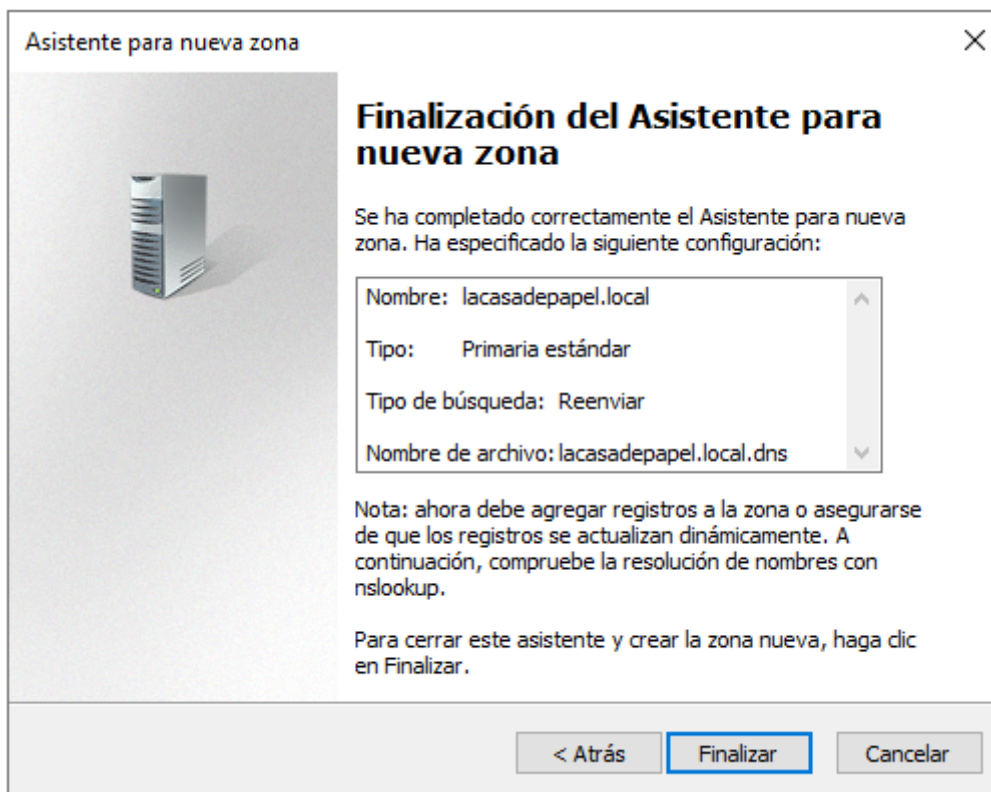 Asistente para nueva zona
Finalización del Asistente para
nueva zona
Se ha completado correctamente el Asistente para nueva
zona. Ha especificado la siguiente configuración:
Nombre: lacasadepapel.local
Tipo: Primaria estándar
Tipo de búsqueda: Reenviar
Nombre de archivo: lacasadepapel.local.dns
Nota: ahora debe agregar registros a la zona o asegurarse
de que los registros se actualizan dinámicamente. A
continuación, compruebe la resolución de nombres con
nslookup.
Para cerrar este asistente y crear la zona nueva, haga clic
en Finalizar.
< Atrás Finalizar Cancelar